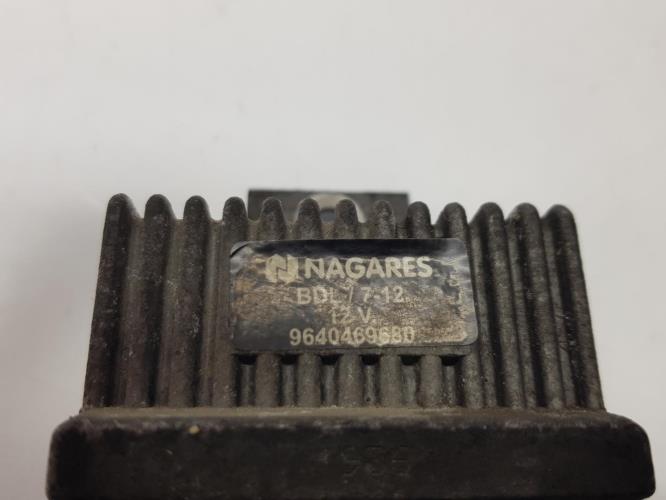 NAGARES
BDL / 7-12
12 V.
9640469680